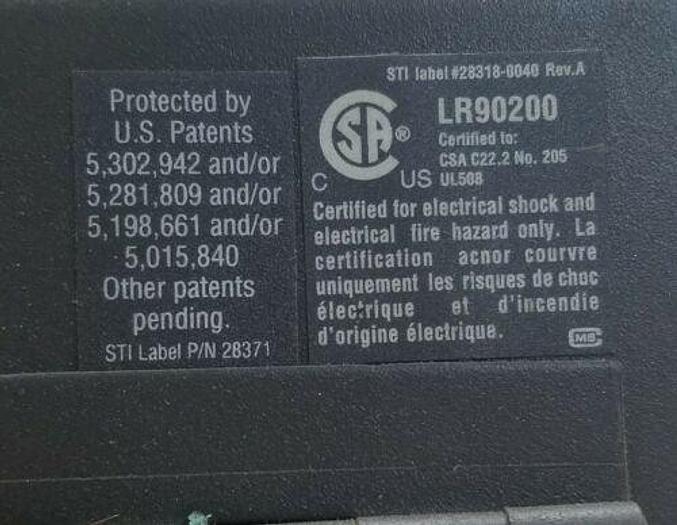 Protected by
U.S. Patents
5,302,942 and/or
5,281,809 and/or
5,198,661 and/or
5,015,840
Other patents
pending.
STI Label P/N 28371
STI label #28318-0040 Rev.A
SA ®
LR90200
Certified to:
CSA C22.2 No. 205
C US UL508
Certified for electrical shock and
electrical fire hazard only. La
certification acnor couvre
uniquement les risques de choc
électrique et d'incendie
d'origine électrique.
MS